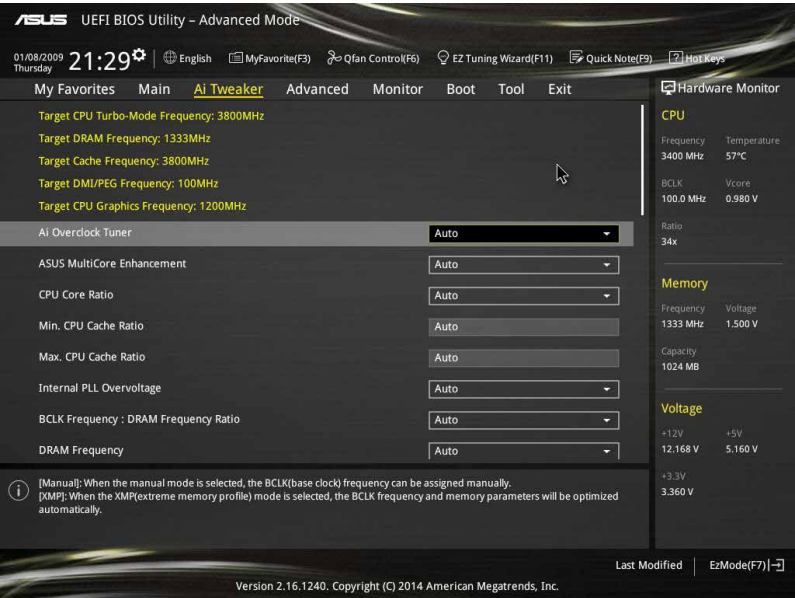 ASUS UEFI BIOS Utility – Advanced Mode
01/08/2009 Thursday 21:29 English MyFavorite(F3) Qfan Control(F6) EZ Tuning Wizard(F11) Quick Note(F9) ? Hot Keys
My Favorites Main Ai Tweaker Advanced Monitor Boot Tool Exit
Target CPU Turbo-Mode Frequency: 3800MHz
Target DRAM Frequency: 1333MHz
Target Cache Frequency: 3800MHz
Target DMI/PEG Frequency: 100MHz
Target CPU Graphics Frequency: 1200MHz
Ai Overclock Tuner Auto
ASUS MultiCore Enhancement Auto
CPU Core Ratio Auto
Min. CPU Cache Ratio Auto
Max. CPU Cache Ratio Auto
Internal PLL Overvoltage Auto
BCLK Frequency : DRAM Frequency Ratio Auto
DRAM Frequency Auto
[Manual]: When the manual mode is selected, the BCLK(base clock) frequency can be assigned manually.
[XMP]: When the XMP(extreme memory profile) mode is selected, the BCLK frequency and memory parameters will be optimized
automatically.
Hardware Monitor
CPU
Frequency Temperature
3400 MHz 57°C
BCLK Vcore
100.0 MHz 0.980 V
Ratio
34x
Memory
Frequency Voltage
1333 MHz 1.500 V
Capacity
1024 MB
Voltage
+12V +5V
12.168 V 5.160 V
+3.3V
3.360 V
Last Modified EzMode(F7)
Version 2.16.1240. Copyright (C) 2014 American Megatrends, Inc.